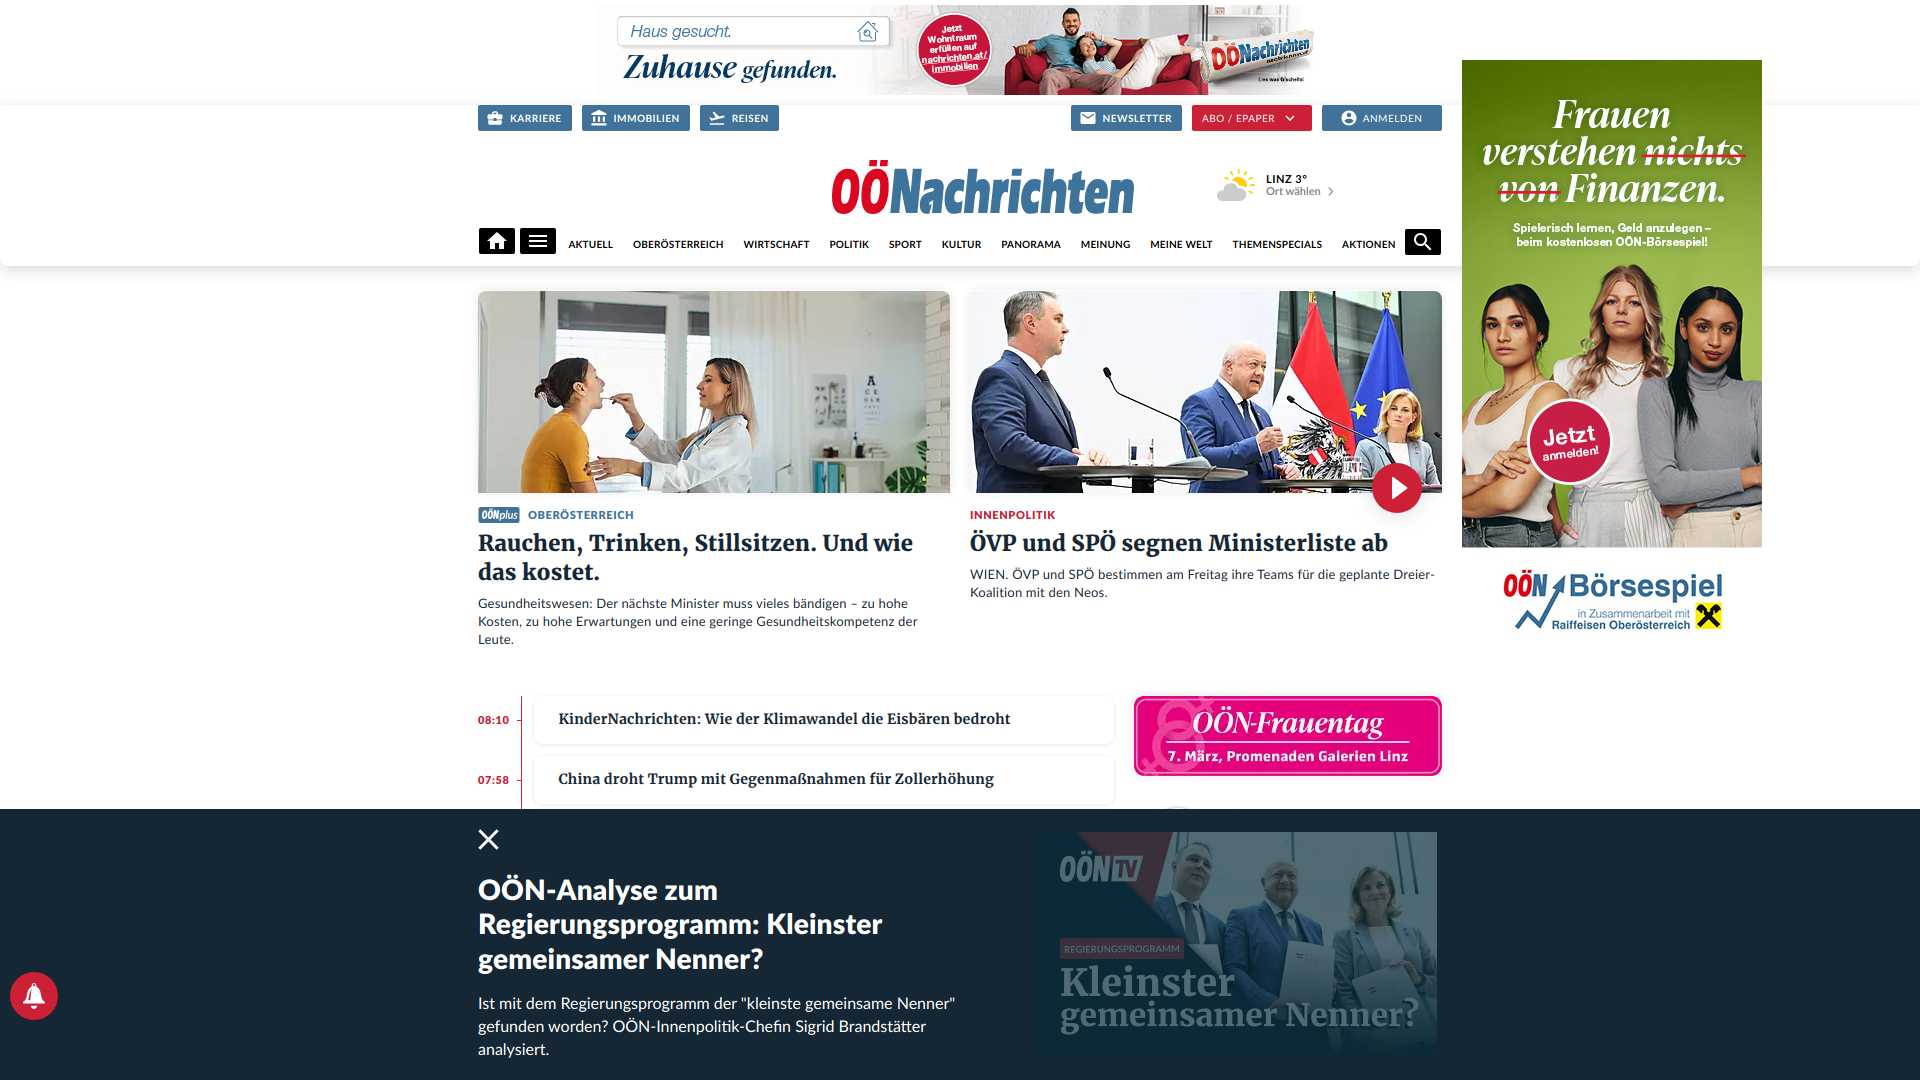 Haus gesucht.
Zuhause gefunden.
Jetzt
Wohntraum
erfüllen auf
nachrichten.at/
immobilien
OÖNachrichten
Lies was G'scheits!
KARRIERE
IMMOBILIEN
REISEN
NEWSLETTER
ABO / EPAPER
ANMELDEN
OÖNachrichten
LINZ 3°
Ort wählen
AKTUELL
OBERÖSTERREICH
WIRTSCHAFT
POLITIK
SPORT
KULTUR
PANORAMA
MEINUNG
MEINE WELT
THEMENSPECIALS
AKTIONEN
Frauen
verstehen nichts
von Finanzen.
Spielerisch lernen, Geld anzulegen –
beim kostenlosen OÖN-Börsespiel!
Jetzt
anmelden!
OÖN Börsespiel
in Zusammenarbeit mit
Raiffeisen Oberösterreich
OÖNplus OBERÖSTERREICH
Rauchen, Trinken, Stillsitzen. Und wie
das kostet.
Gesundheitswesen: Der nächste Minister muss vieles bändigen – zu hohe
Kosten, zu hohe Erwartungen und eine geringe Gesundheitskompetenz der
Leute.
INNENPOLITIK
ÖVP und SPÖ segnen Ministerliste ab
WIEN. ÖVP und SPÖ bestimmen am Freitag ihre Teams für die geplante Dreier-
Koalition mit den Neos.
08:10
KinderNachrichten: Wie der Klimawandel die Eisbären bedroht
07:58
China droht Trump mit Gegenmaßnahmen für Zollerhöhung
OÖN-Frauentag
7. März, Promenaden Galerien Linz
OÖN-Analyse zum
Regierungsprogramm: Kleinster
gemeinsamer Nenner?
Ist mit dem Regierungsprogramm der "kleinste gemeinsame Nenner"
gefunden worden? OÖN-Innenpolitik-Chefin Sigrid Brandstätter
analysiert.
OÖN TV
REGIERUNGSPROGRAMM
Kleinster
gemeinsamer Nenner?